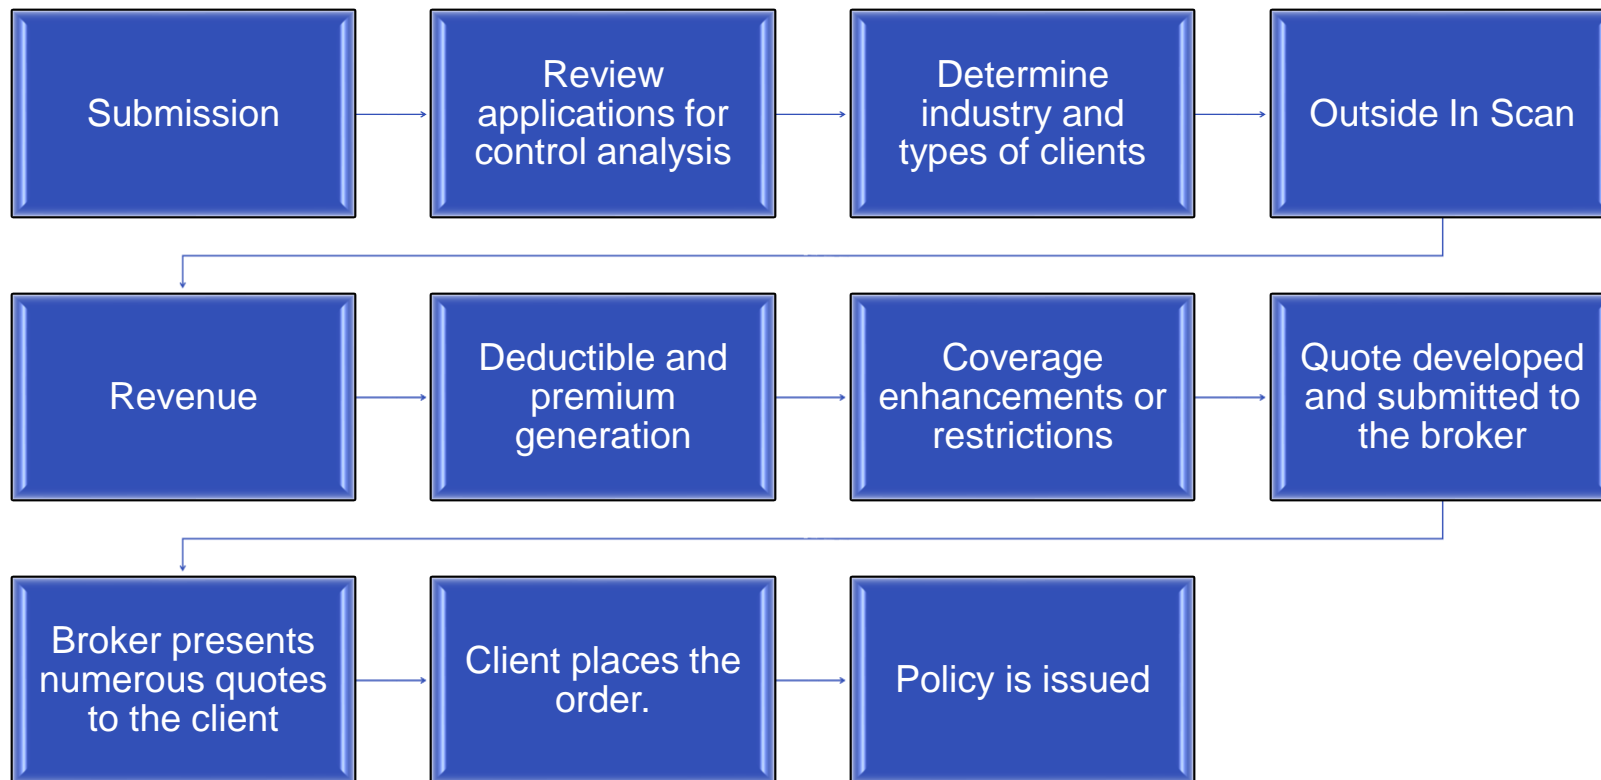 Submission
Review
applications for
control analysis
Determine
industry and
types of clients
Outside In Scan
Revenue
Deductible and
premium
generation
Coverage
enhancements or
restrictions
Quote developed
and submitted to
the broker
Broker presents
numerous quotes
to the client
Client places the
order.
Policy is issued